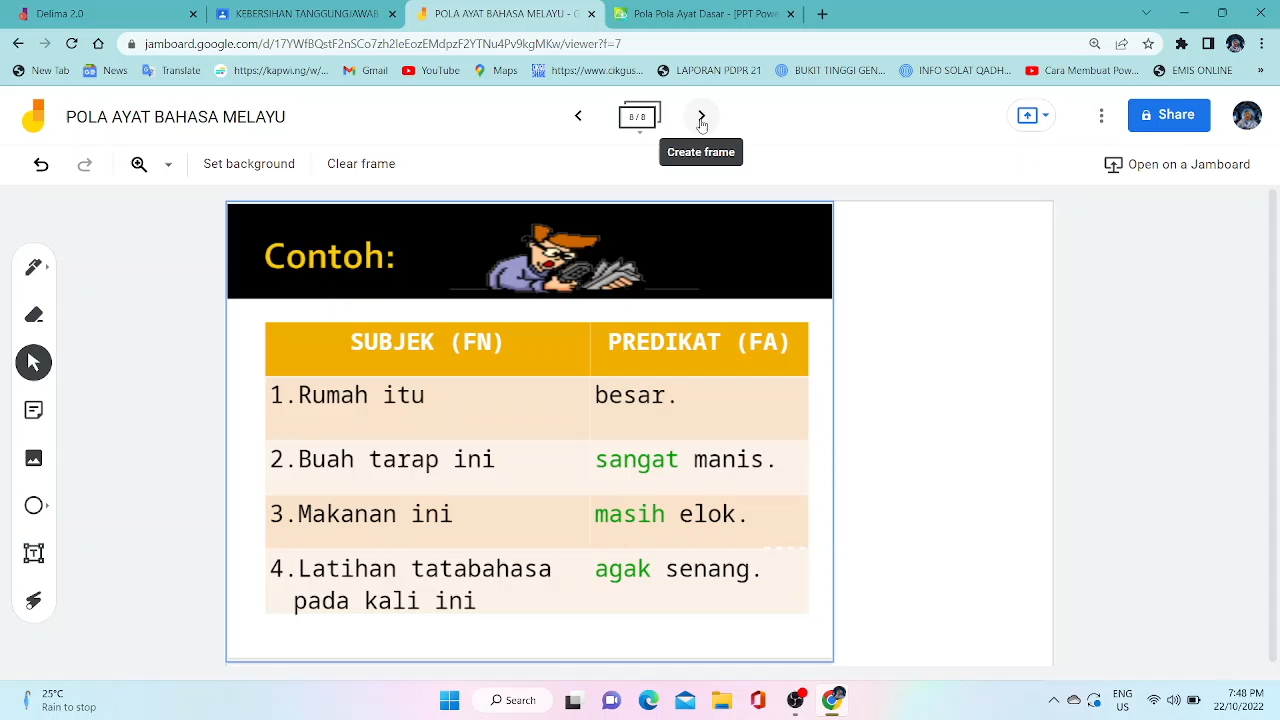 Delima 2.0
KEBERSIHAN TANGGUNGJAWAB
POLA AYAT BAHASA MELAYU - G
Pola Pola Ayat Dasar - [PPT Powe
jamboard.google.com/d/17YWfBQstF2nSCo7zh2leEozEMdpzF2YTNu4Pv9kgMKw/viewer?f=7
New Tab
News
Translate
https://youtu.be/kkj...
Gmail
YouTube
Maps
https://cikgus...
LAPORAN PDPR 21
BUKIT TINGGI GEN...
INFO SOLAT QADH...
Cara Membuat Pow...
EMIS ONLINE
»
POLA AYAT BAHASA MELAYU
8 / 8
Share
Create frame
Set background
Clear frame
Open on a Jamboard
Contoh:
SUBJEK (FN)
PREDIKAT (FA)
1.Rumah itu
besar.
2.Buah tarap ini
sangat manis.
3.Makanan ini
masih elok.
4.Latihan tatabahasa
pada kali ini
agak senang.
25°C
Rain to stop
Search
ENG
US
7:48 PM
22/10/2022